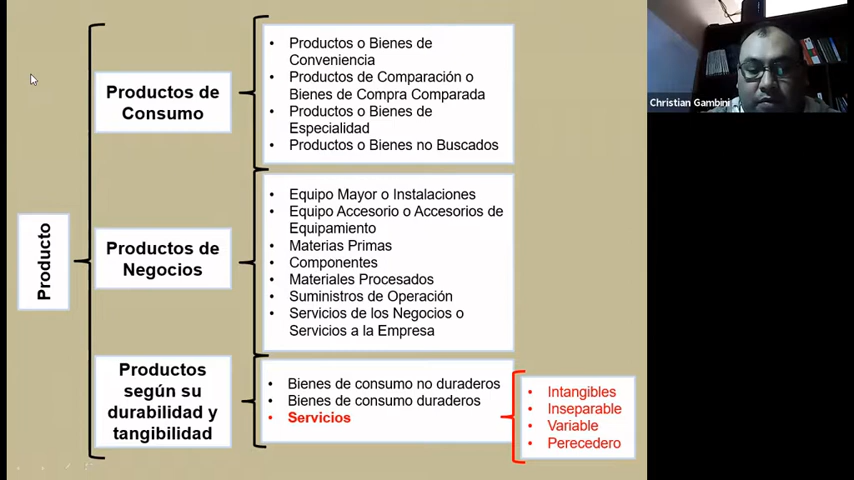 Producto
Productos de
Consumo
• Productos o Bienes de
Conveniencia
• Productos de Comparación o
Bienes de Compra Comparada
• Productos o Bienes de
Especialidad
• Productos o Bienes no Buscados
Productos de
Negocios
• Equipo Mayor o Instalaciones
• Equipo Accesorio o Accesorios de
Equipamiento
• Materias Primas
• Componentes
• Materiales Procesados
• Suministros de Operación
• Servicios de los Negocios o
Servicios a la Empresa
Productos
según su
durabilidad y
tangibilidad
• Bienes de consumo no duraderos
• Bienes de consumo duraderos
• Servicios
• Intangibles
• Inseparable
• Variable
• Perecedero
Christian Gambini